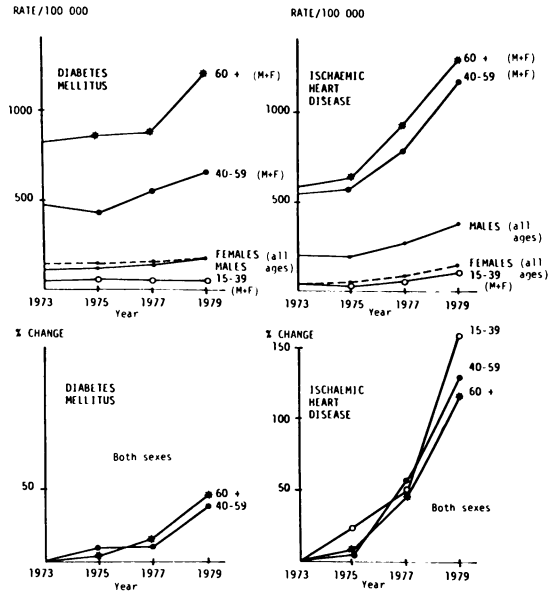 RATE/100 000
DIABETES
MELLITUS
60 + (M+F)
1000
40-59 (M+F)
500
FEMALES (all
MALES ages)
15-39
(M+F)
1973 1975 1977 1979
Year
RATE/100 000
ISCHAEMIC
HEART
DISEASE
60 + (M+F)
40-59 (M+F)
1000
500
MALES (all
ages)
FEMALES (all
ages)
15-39
(M+F)
1973 1975 1977 1979
Year
% CHANGE
DIABETES
MELLITUS
Both sexes
50
60 +
40-59
1973 1975 1977 1979
Year
% CHANGE
150
15-39
40-59
60 +
ISCHAEMIC
HEART
DISEASE
100
50
Both sexes
1973 1975 1977 1979
Year